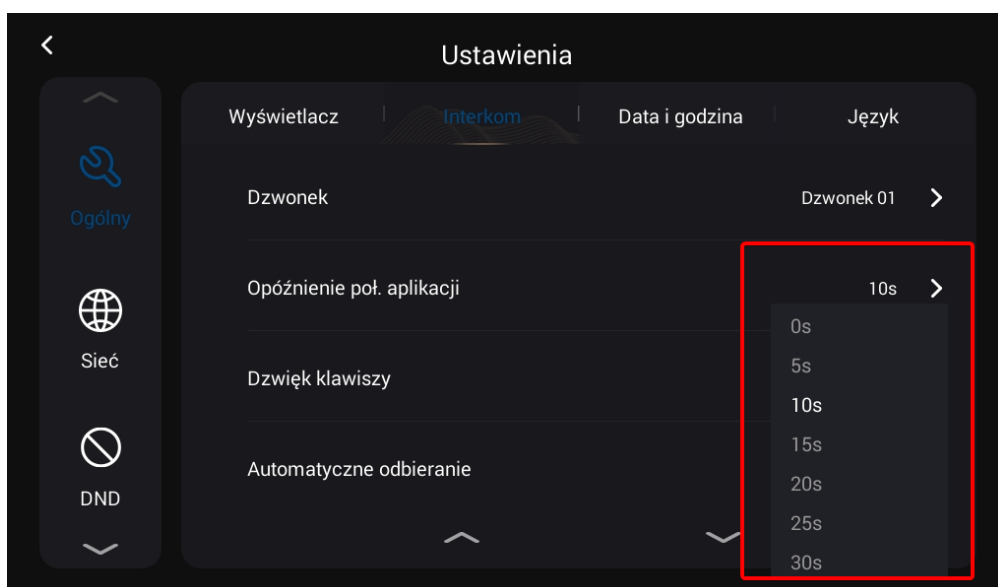 Ustawienia
Wyświetlacz
Interkom
Data i godzina
Język
Ogólny
Sieć
DND
Dzwonek
Dzwonek 01
Opóźnienie poł. aplikacji
10s
Dzwięk klawiszy
Automatyczne odbieranie
0s
5s
10s
15s
20s
25s
30s